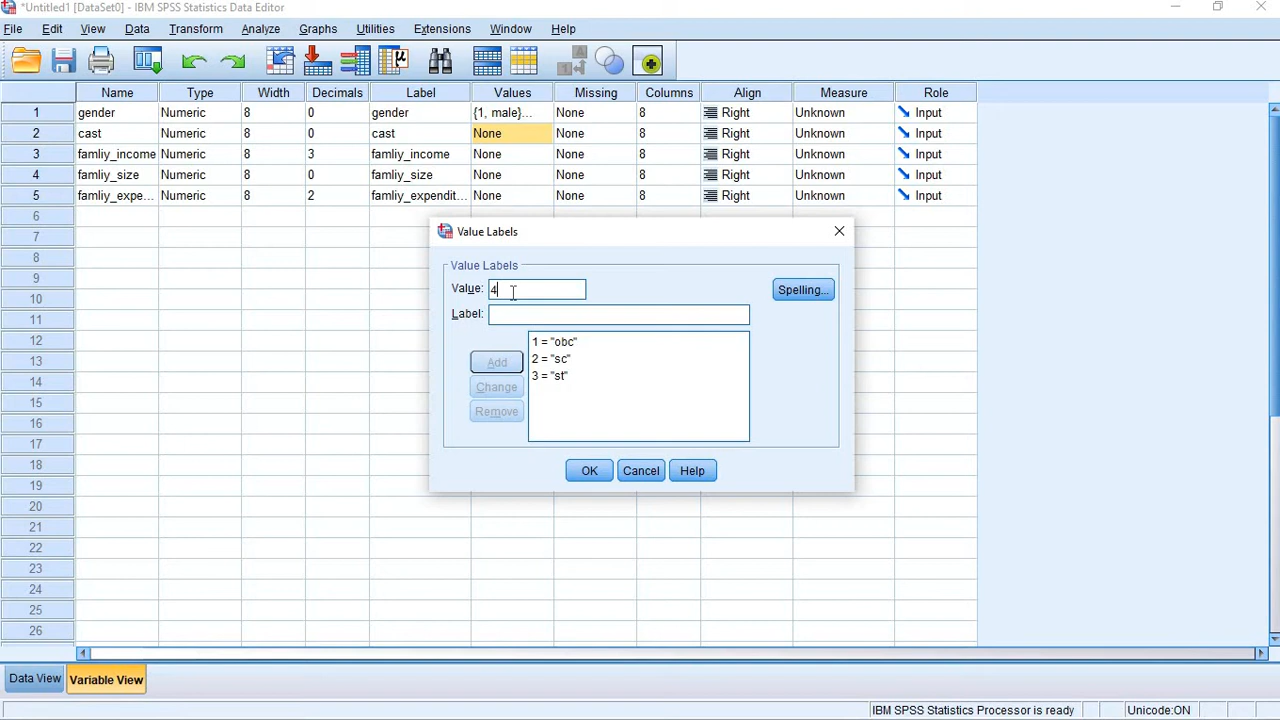 *Untitled1 [DataSet0] - IBM SPSS Statistics Data Editor
File Edit View Data Transform Analyze Graphs Utilities Extensions Window Help
Name Type Width Decimals Label Values Missing Columns Align Measure Role
1 gender Numeric 8 0 gender {1, male}... None 8 Right Unknown Input
2 cast Numeric 8 0 cast None None 8 Right Unknown Input
3 famliy_income Numeric 8 3 famliy_income None None 8 Right Unknown Input
4 famliy_size Numeric 8 0 famliy_size None None 8 Right Unknown Input
5 famliy_expe... Numeric 8 2 famliy_expendit... None None 8 Right Unknown Input
6
7
8
9
10
11
12
13
14
15
16
17
18
19
20
21
22
23
24
25
26
Value Labels
Value Labels
Value: 4
Spelling...
Label:
1 = "obc"
2 = "sc"
3 = "st"
Add
Change
Remove
OK Cancel Help
Data View Variable View
IBM SPSS Statistics Processor is ready Unicode:ON